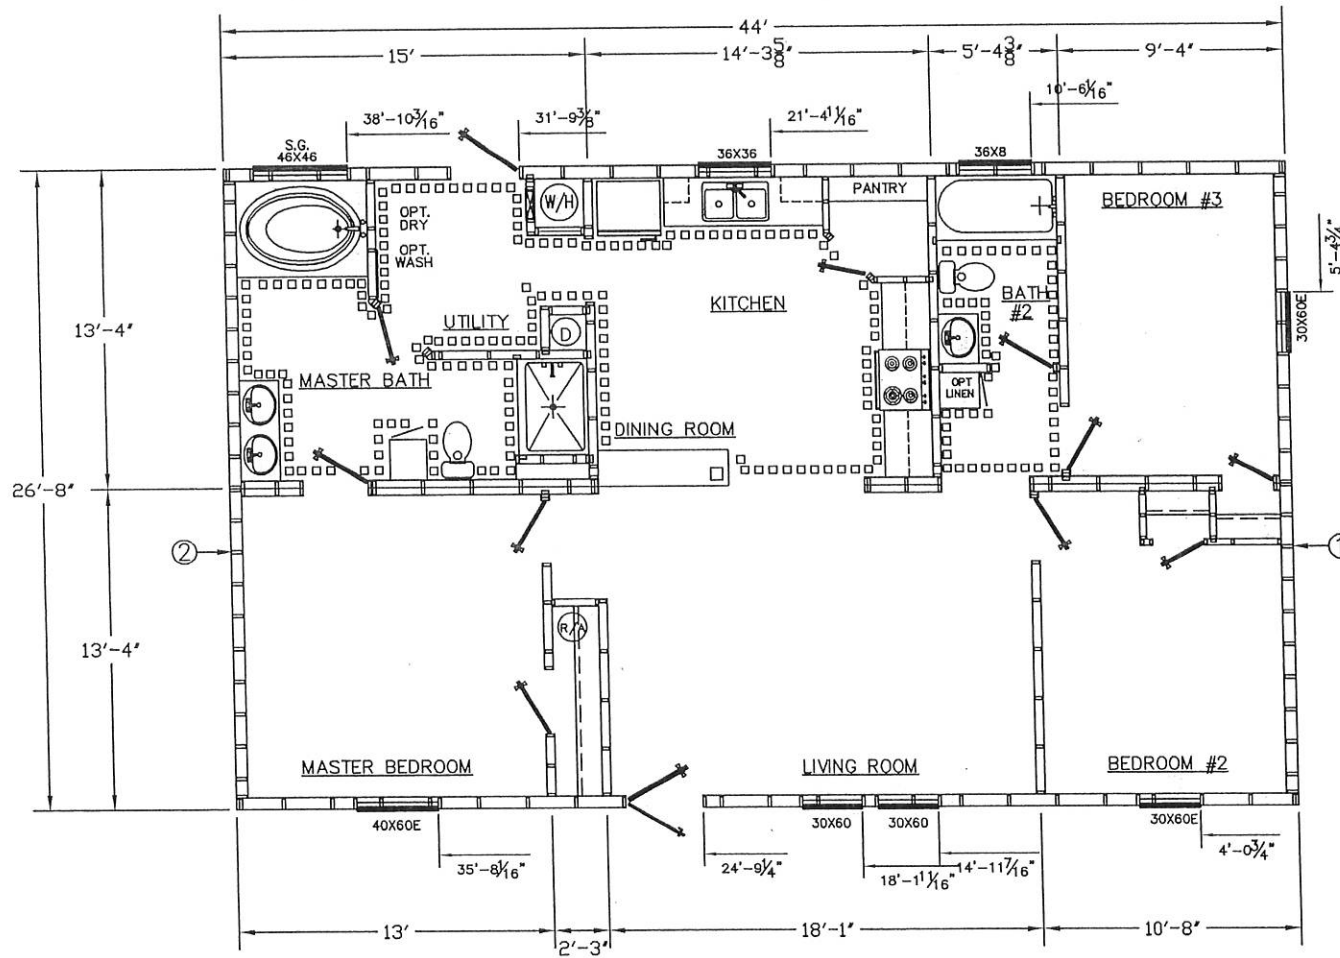 44'
15'
14'-3 5/8"
5'-4 3/8"
9'-4"
38'-10 3/16"
31'-9 3/8"
21'-4 11/16"
10'-6 1/16"
S.G.
46X46
36X36
36X8
OPT.
DRY
OPT.
WASH
W/H
PANTRY
BEDROOM #3
5'-4 3/4"
30X60E
13'-4"
UTILITY
D
KITCHEN
BATH
#2
MASTER BATH
OPT
LINEN
DINING ROOM
26'-8"
2
1
13'-4"
R/A
MASTER BEDROOM
LIVING ROOM
BEDROOM #2
40X60E
30X60
30X60
30X60E
35'-8 1/16"
24'-9 1/4"
18'-1 11/16"
14'-11 7/16"
4'-0 3/4"
13'
2'-3"
18'-1"
10'-8"